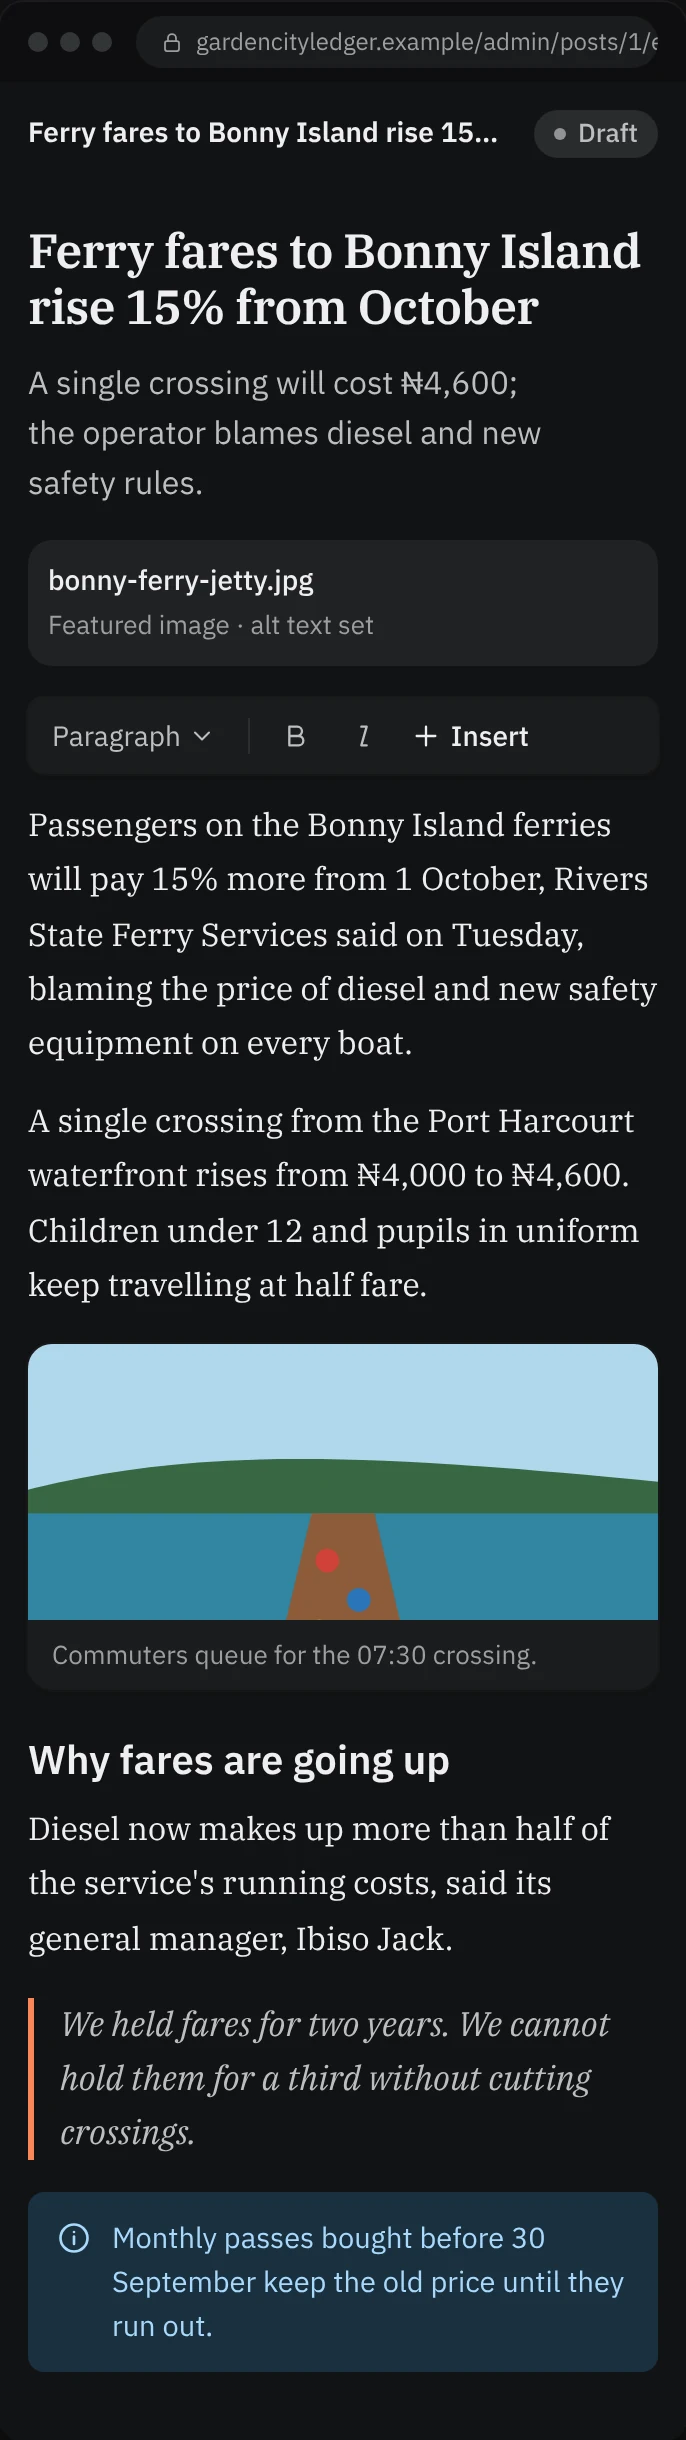 gardencityledger.example/admin/posts/1/
Ferry fares to Bonny Island rise 15...
Draft
Ferry fares to Bonny Island
rise 15% from October
A single crossing will cost ₦4,600;
the operator blames diesel and new
safety rules.
bonny-ferry-jetty.jpg
Featured image · alt text set
Paragraph
B
I
Insert
Passengers on the Bonny Island ferries
will pay 15% more from 1 October, Rivers
State Ferry Services said on Tuesday,
blaming the price of diesel and new safety
equipment on every boat.
A single crossing from the Port Harcourt
waterfront rises from ₦4,000 to ₦4,600.
Children under 12 and pupils in uniform
keep travelling at half fare.
Commuters queue for the 07:30 crossing.
Why fares are going up
Diesel now makes up more than half of
the service's running costs, said its
general manager, Ibiso Jack.
We held fares for two years. We cannot
hold them for a third without cutting
crossings.
Monthly passes bought before 30
September keep the old price until they
run out.